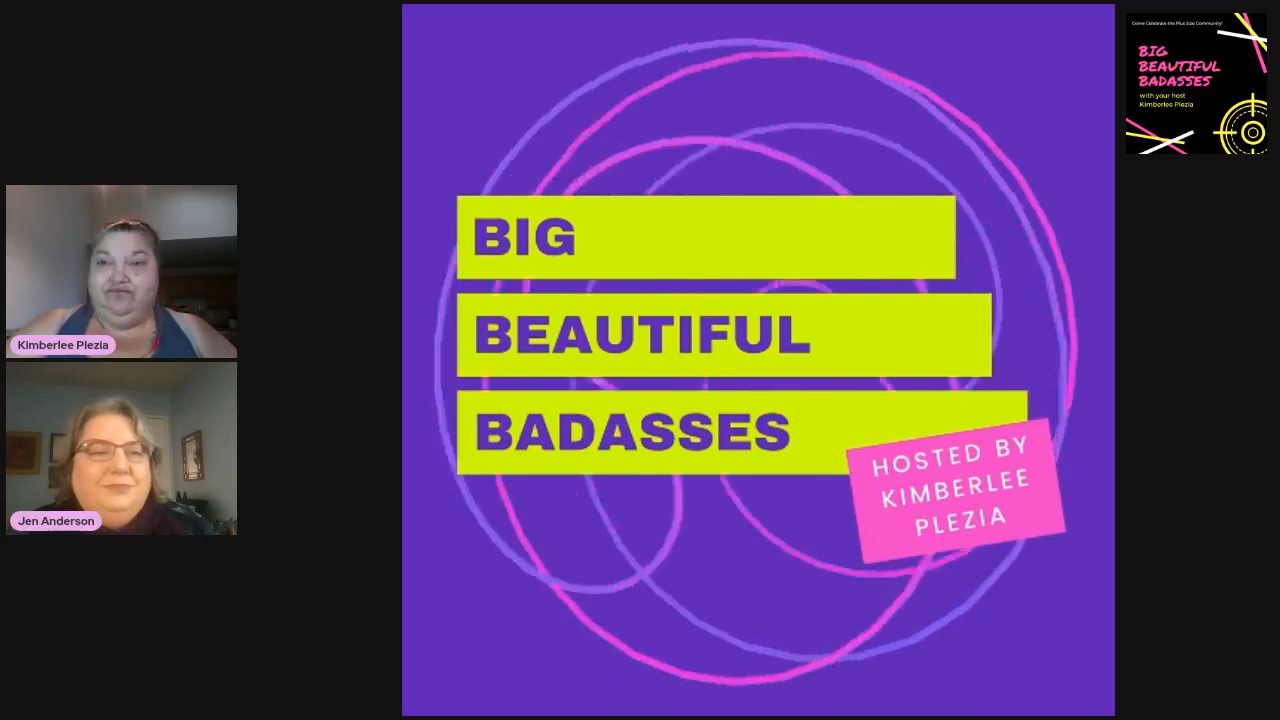 Kimberlee Plezia
Jen Anderson
BIG
BEAUTIFUL
BADASSES
HOSTED BY
KIMBERLEE
PLEZIA
Come Celebrate the Plus Size Community!
BIG
BEAUTIFUL
BADASSES
with your host
Kimberlee Plezia